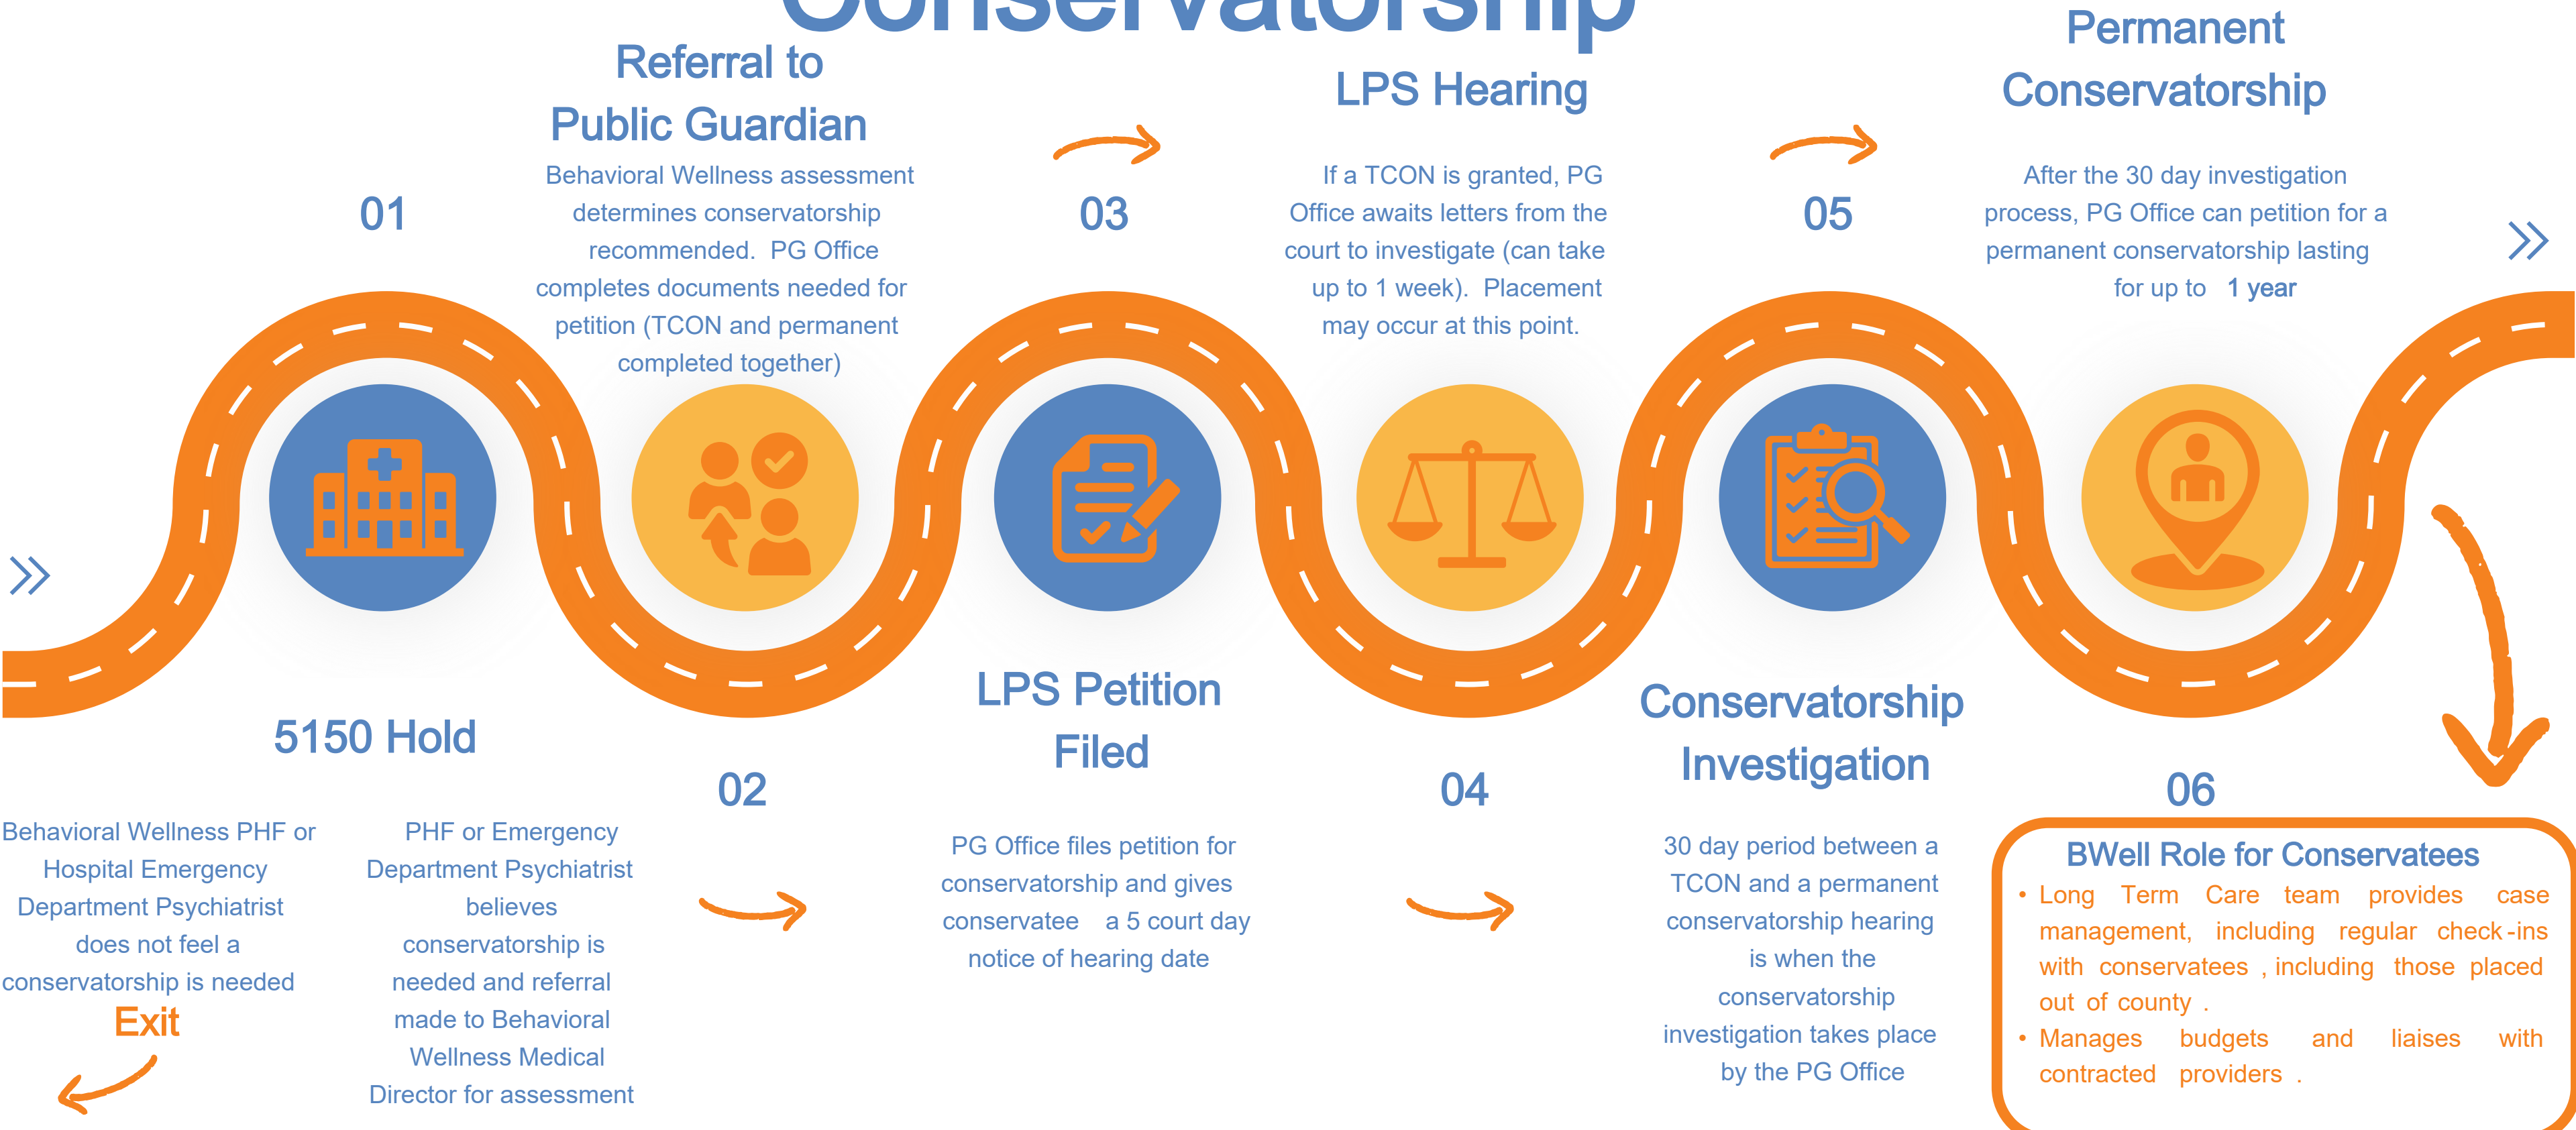 Conservatorship
01
5150 Hold
Behavioral Wellness PHF or
Hospital Emergency
Department Psychiatrist
does not feel a
conservatorship is needed
Exit
PHF or Emergency
Department Psychiatrist
believes
conservatorship is
needed and referral
made to Behavioral
Wellness Medical
Director for assessment
Referral to
Public Guardian
Behavioral Wellness assessment
determines conservatorship
recommended. PG Office
completes documents needed for
petition (TCON and permanent
completed together)
02
03
LPS Petition
Filed
PG Office files petition for
conservatorship and gives
conservatee a 5 court day
notice of hearing date
LPS Hearing
If a TCON is granted, PG
Office awaits letters from the
court to investigate (can take
up to 1 week). Placement
may occur at this point.
04
05
Conservatorship
Investigation
30 day period between a
TCON and a permanent
conservatorship hearing
is when the
conservatorship
investigation takes place
by the PG Office
Permanent
Conservatorship
After the 30 day investigation
process, PG Office can petition for a
permanent conservatorship lasting
for up to 1 year
06
BWell Role for Conservatees
• Long Term Care team provides case
management, including regular check-ins
with conservatees , including those placed
out of county .
• Manages budgets and liaises with
contracted providers .